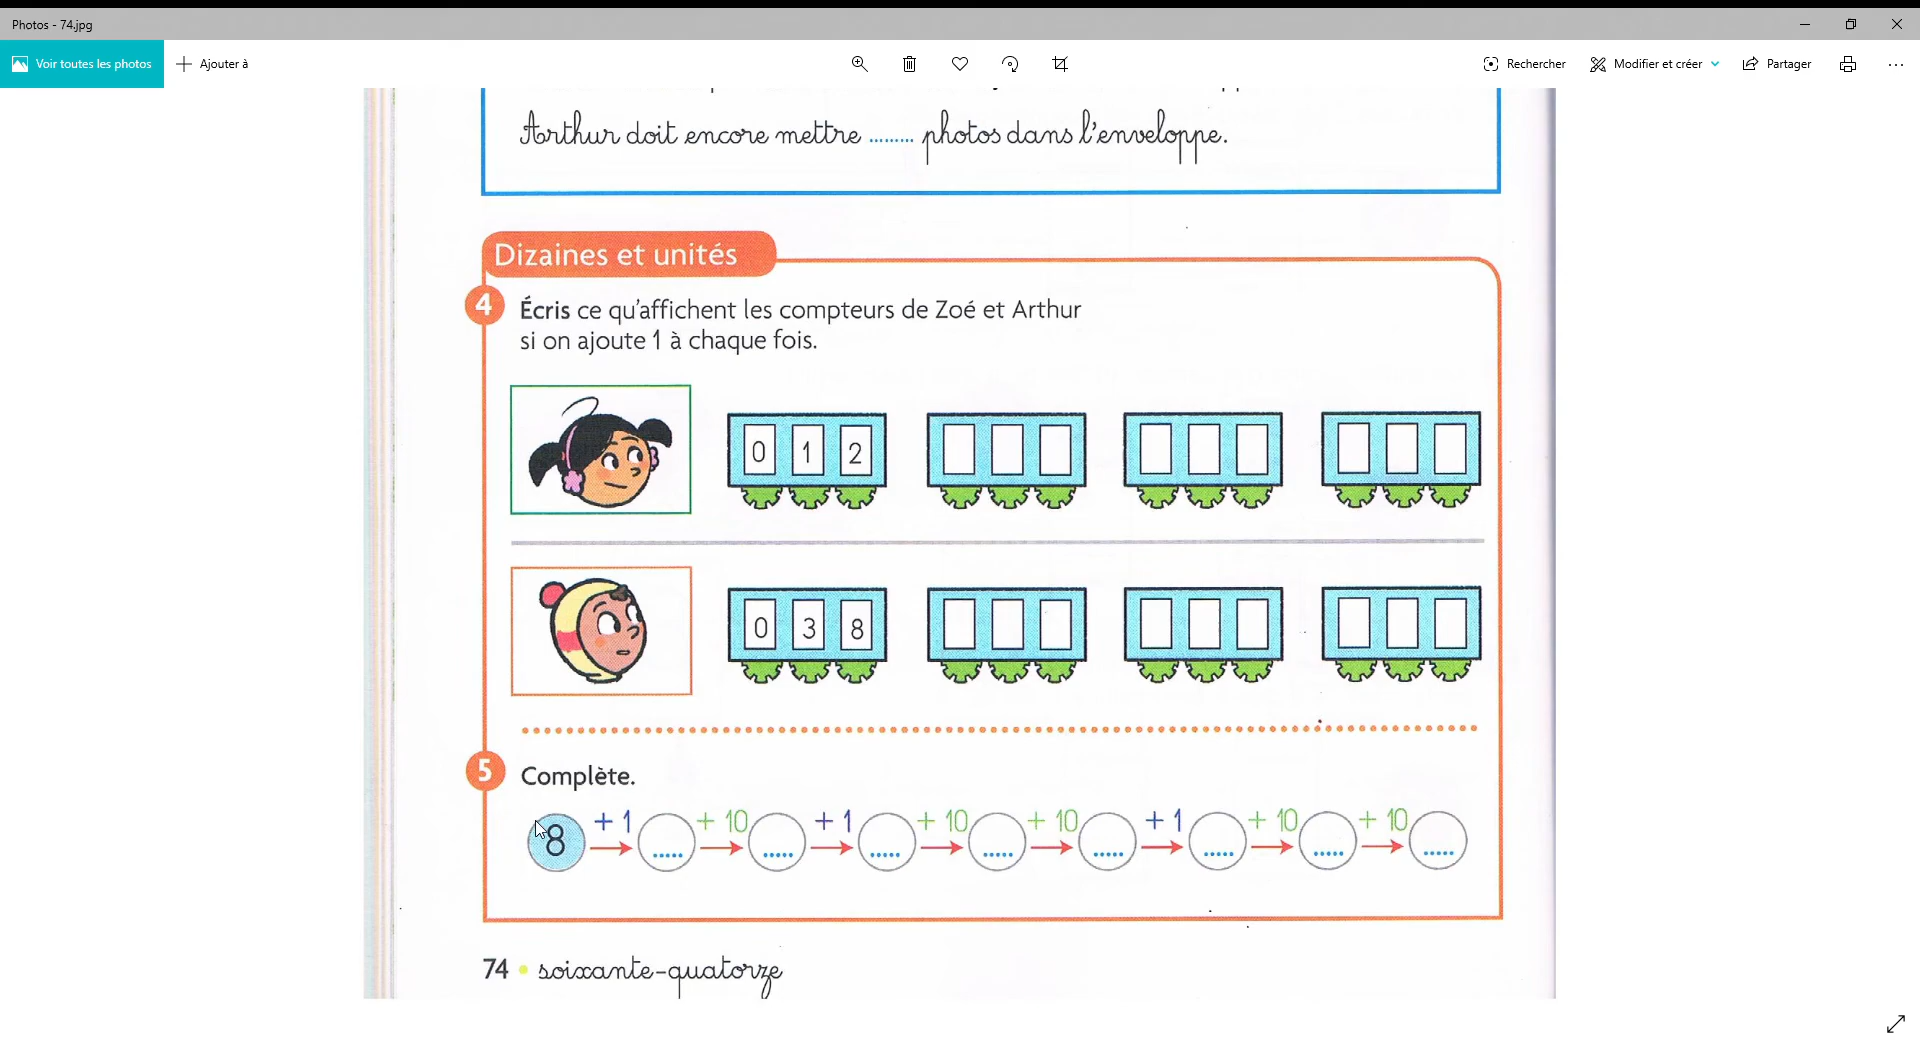 Photos - 74.jpg
Voir toutes les photos
Ajouter à
Rechercher
Modifier et créer
Partager
Arthur doit encore mettre ......... photos dans l'enveloppe.
Dizaines et unités
4 Écris ce qu'affichent les compteurs de Zoé et Arthur
si on ajoute 1 à chaque fois.
0 1 2
0 3 8
5 Complète.
8 + 1 ..... + 10 ..... + 1 ..... + 10 ..... + 10 ..... + 1 ..... + 10 ..... + 10 .....
74 • soixante-quatorze